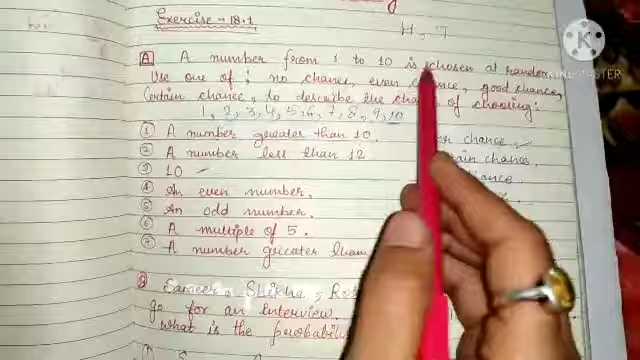 Exercise - 18.1
H.
A A number from 1 to 10 is chosen at random
Use one of ; no chance, even chance, good chance,
Certain chance, to describe the chance of choosing:
1, 2, 3, 4, 5, 6, 7, 8, 9, 10
① A number greater than 10. chance
② A number less than 12 chance.
③ 10
④ An even number,
⑤ An odd number.
⑥ A multiple of 5.
⑦ A number greater than
Sameer, Shikha,
go for an interview.
what is the
KINEMASTER